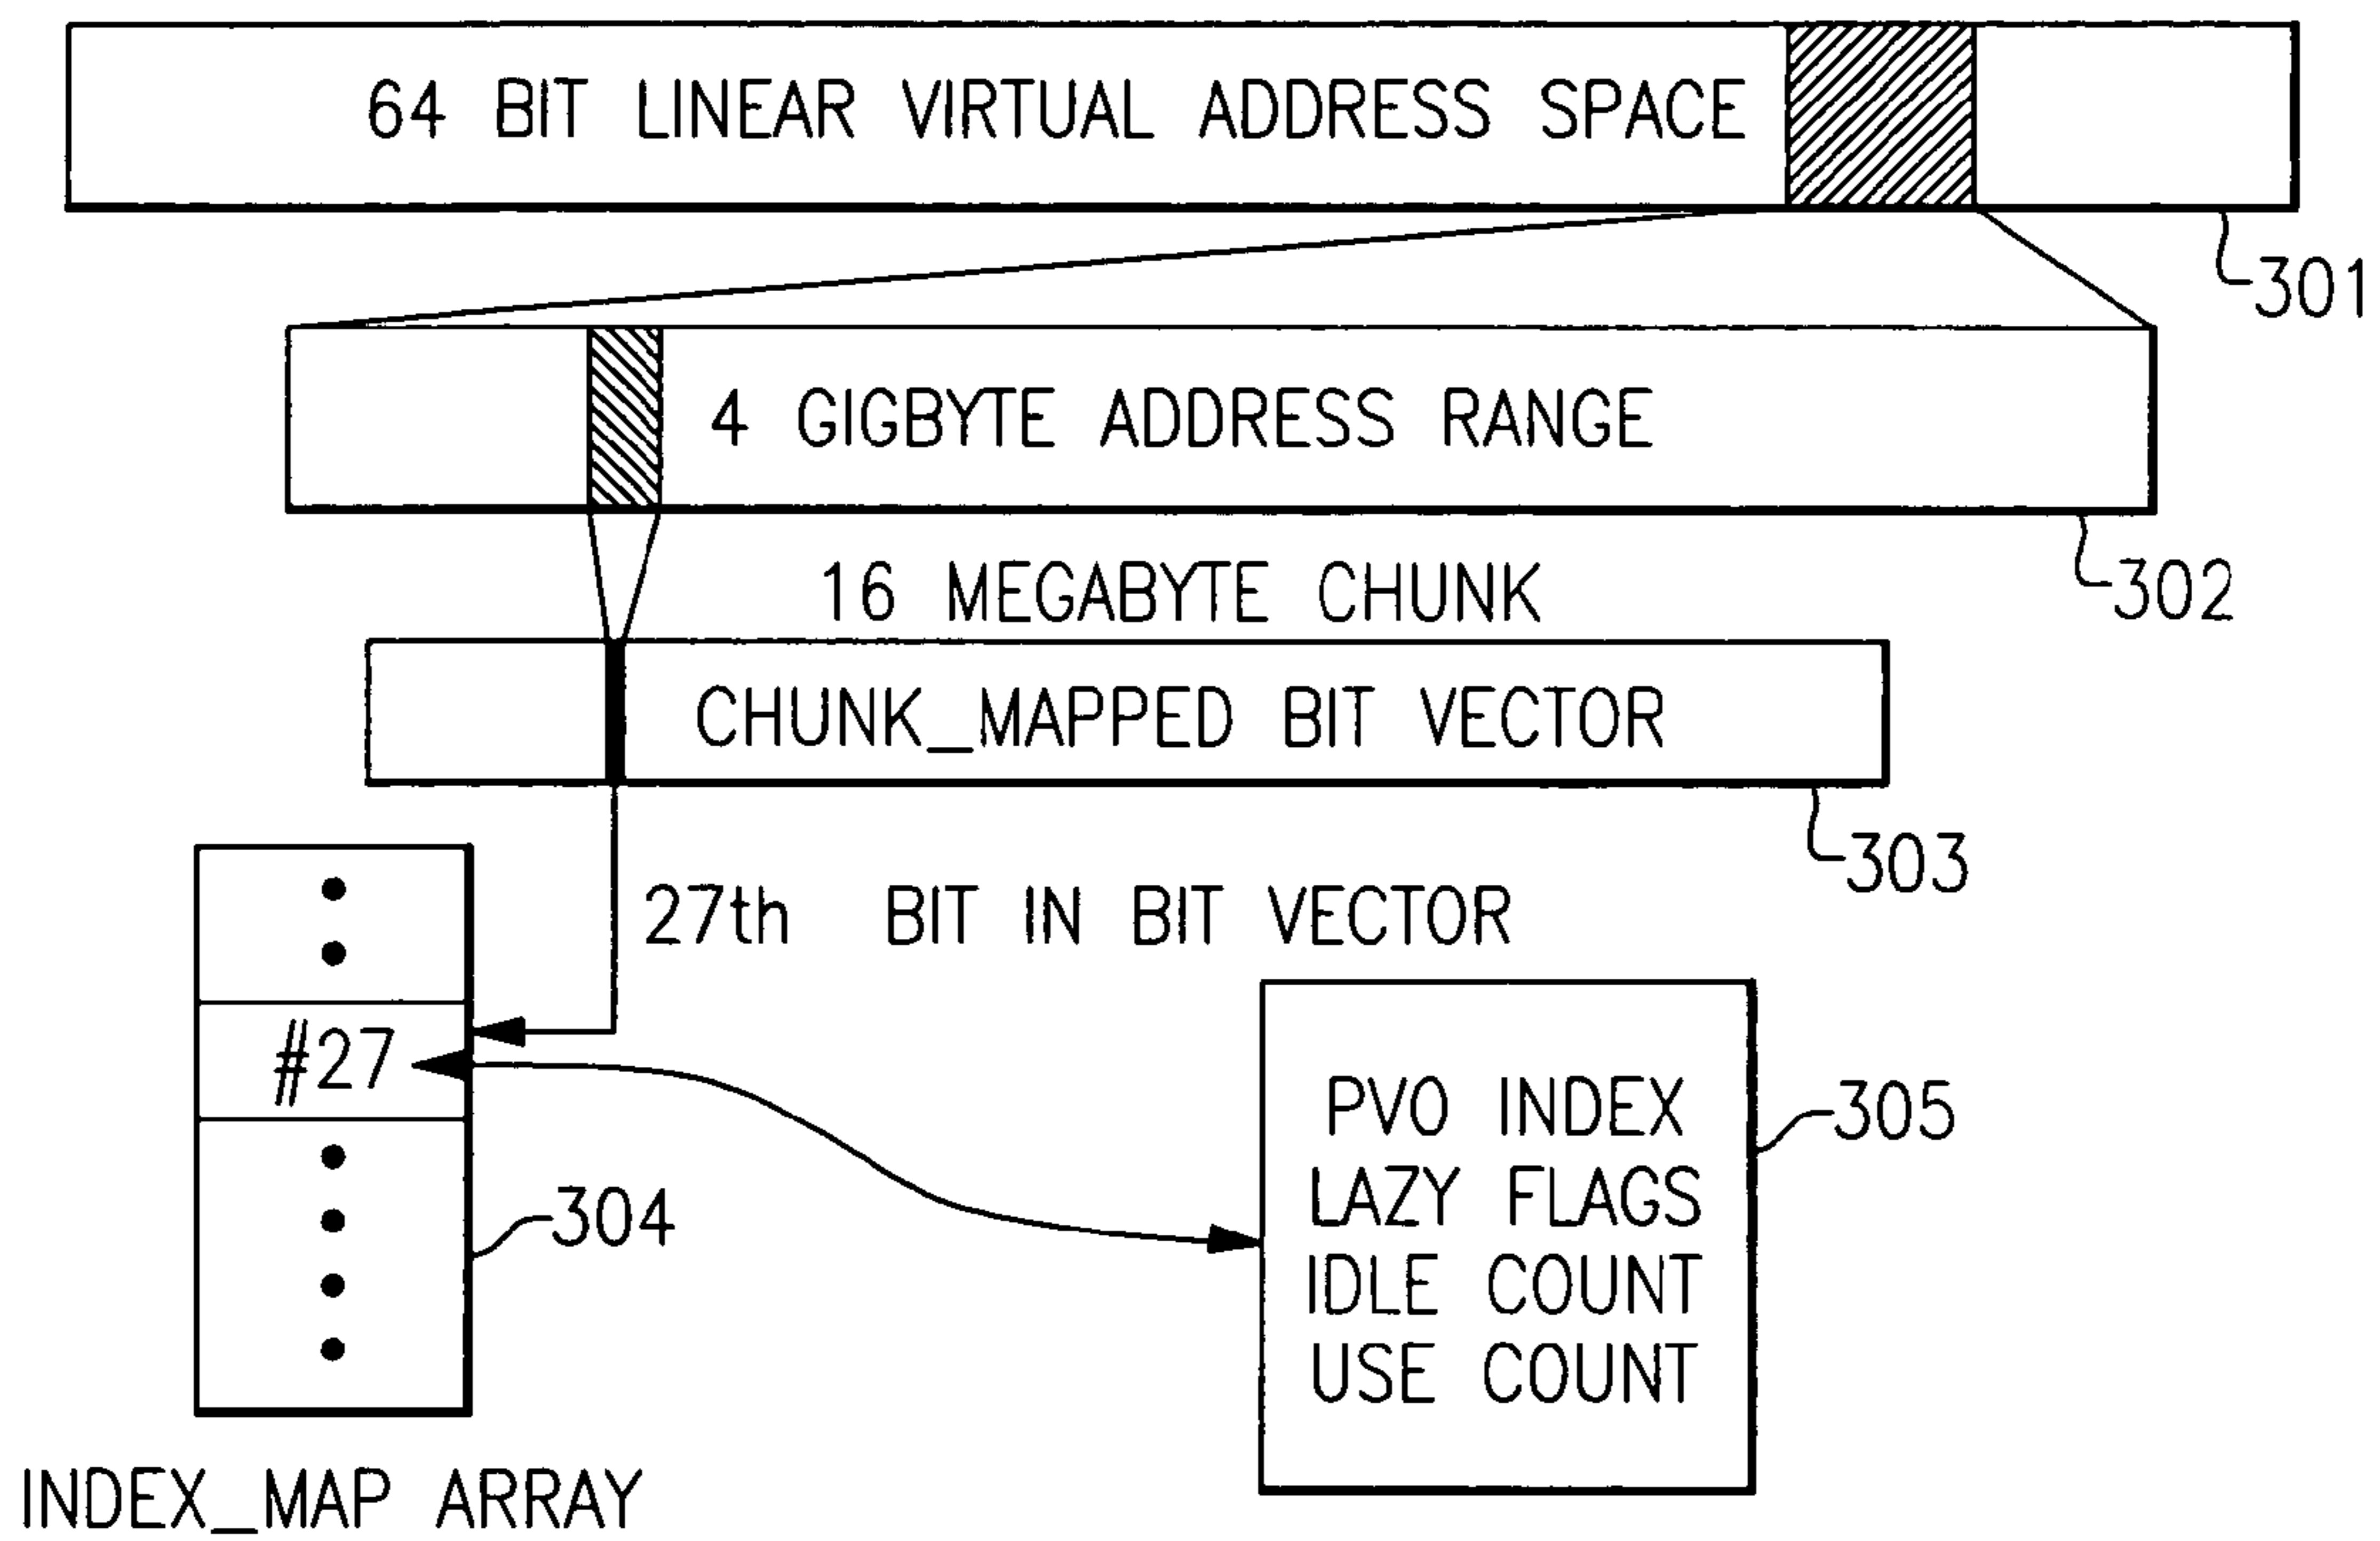 64 BIT LINEAR VIRTUAL ADDRESS SPACE
301
4 GIGBYTE ADDRESS RANGE
302
16 MEGABYTE CHUNK
CHUNK_MAPPED BIT VECTOR
303
27th BIT IN BIT VECTOR
#27
304
PVO INDEX
LAZY FLAGS
IDLE COUNT
USE COUNT
305
INDEX_MAP ARRAY